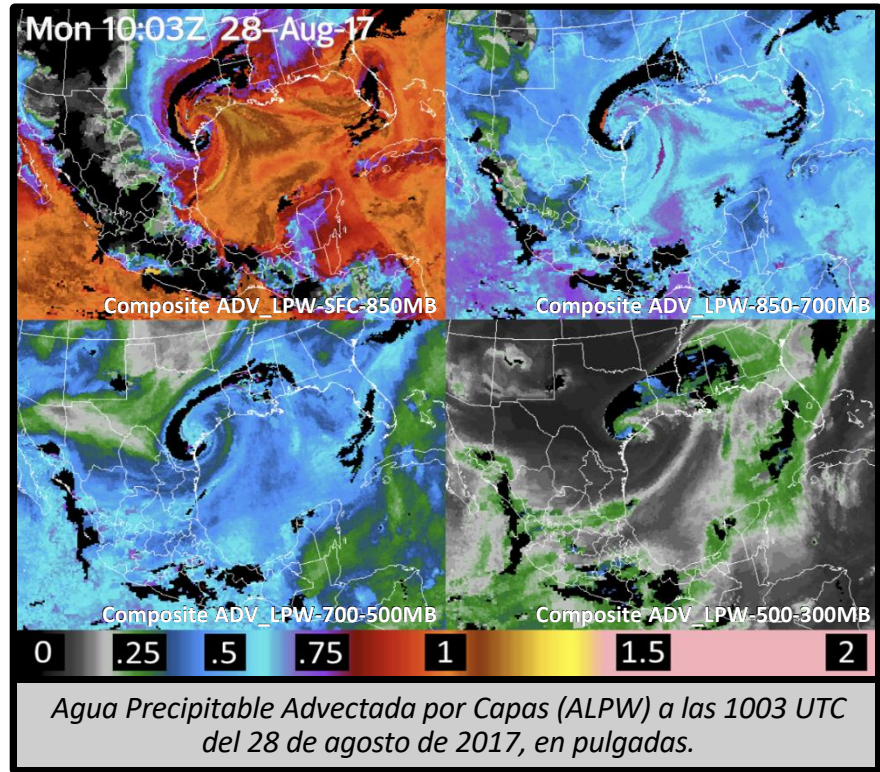 Mon 10:03Z 28-Aug-17
Composite ADV_LPW-SFC-850MB
Composite ADV_LPW-850-700MB
Composite ADV_LPW-700-500MB
Composite ADV_LPW-500-300MB
0 .25 .5 .75 1 1.5 2
Agua Precipitable Advectada por Capas (ALPW) a las 1003 UTC
del 28 de agosto de 2017, en pulgadas.